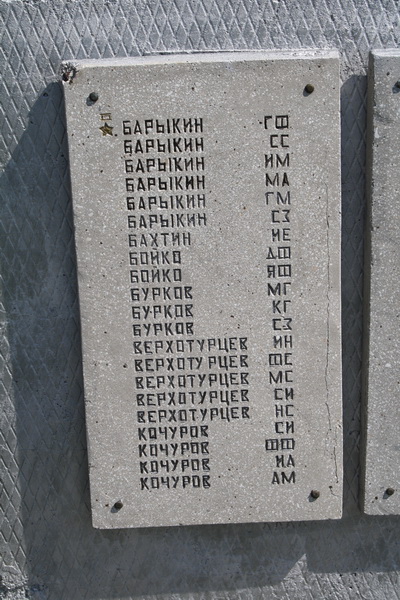 БАРЫКИН ГФ
БАРЫКИН СС
БАРЫКИН ИМ
БАРЫКИН МА
БАРЫКИН ГМ
БАРЫКИН СЗ
БАХТИН ИЕ
БОЙКО ДФ
БОЙКО ЯФ
БУРКОВ МГ
БУРКОВ КГ
БУРКОВ СЗ
ВЕРХОТУРЦЕВ ИН
ВЕРХОТУРЦЕВ ФС
ВЕРХОТУРЦЕВ МС
ВЕРХОТУРЦЕВ СИ
ВЕРХОТУРЦЕВ НС
КОЧУРОВ СИ
КОЧУРОВ ФФ
КОЧУРОВ ИА
КОЧУРОВ АМ